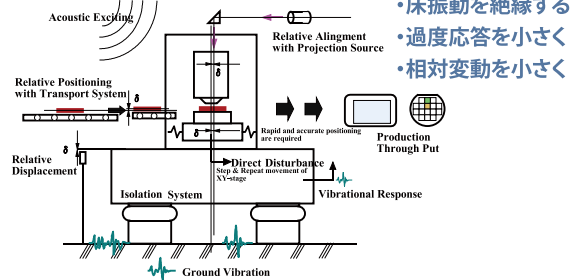 Acoustic Exciting
・床振動を絶縁する
・過度応答を小さく
・相対変動を小さく
Relative Alingment
with Projection Source
δ
Relative Positioning
with Transport System
δ
δ
Rapid and accurate positioning
are required
Production
Through Put
δ
Relative
Displacement
Direct Disturbance
Step & Repeat movement of
XY-stage
Isolation System
Vibrational Response
Ground Vibration